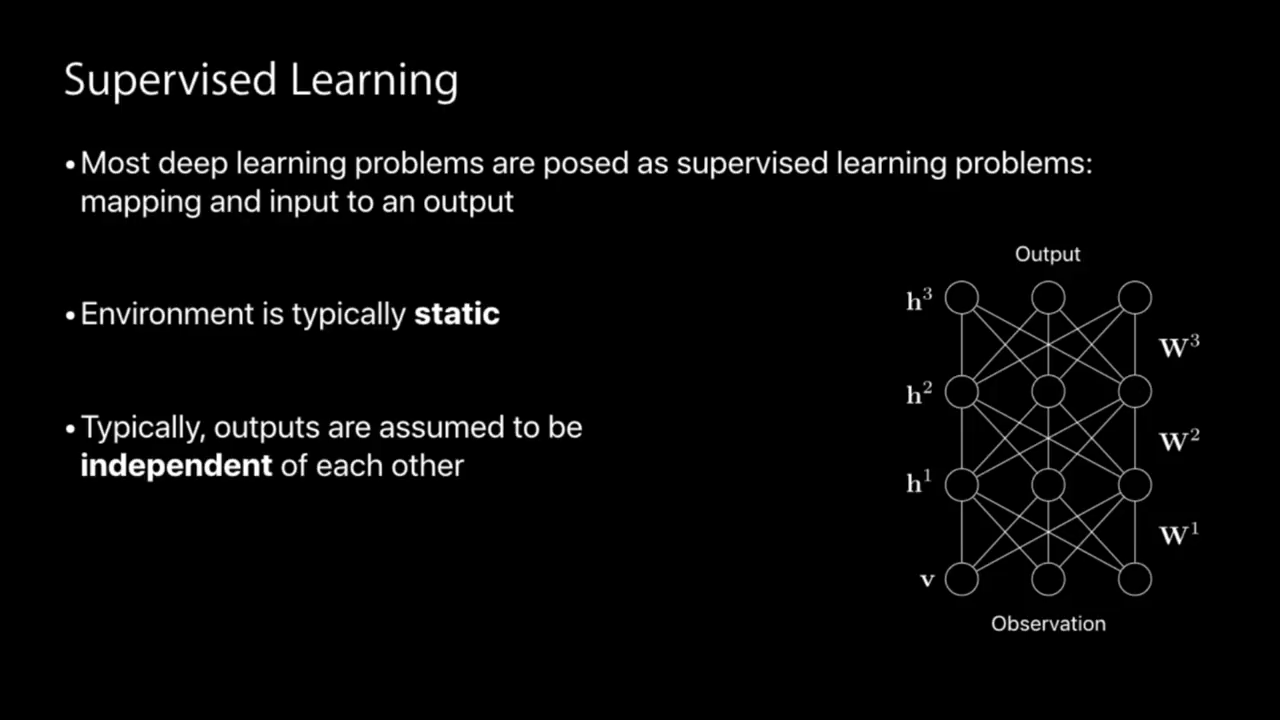 Supervised Learning
•Most deep learning problems are posed as supervised learning problems:
mapping and input to an output
•Environment is typically static
•Typically, outputs are assumed to be
independent of each other
Output
h³
W³
h²
W²
h¹
W¹
v
Observation